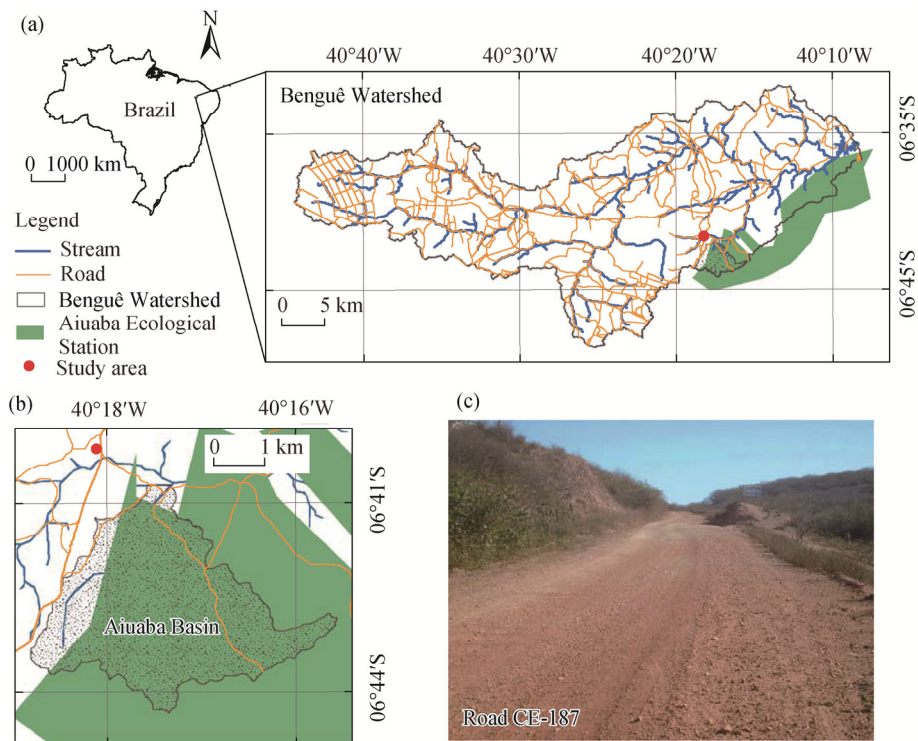 (a)
N
Brazil
0 1000 km
Legend
Stream
Road
Benguê Watershed
Aiuaba Ecological
Station
Study area
40°40′W 40°30′W 40°20′W 40°10′W
Benguê Watershed
06°35′S
06°45′S
0 5 km
(b)
40°18′W 40°16′W
0 1 km
06°41′S
06°44′S
Aiuaba Basin
(c)
Road CE-187